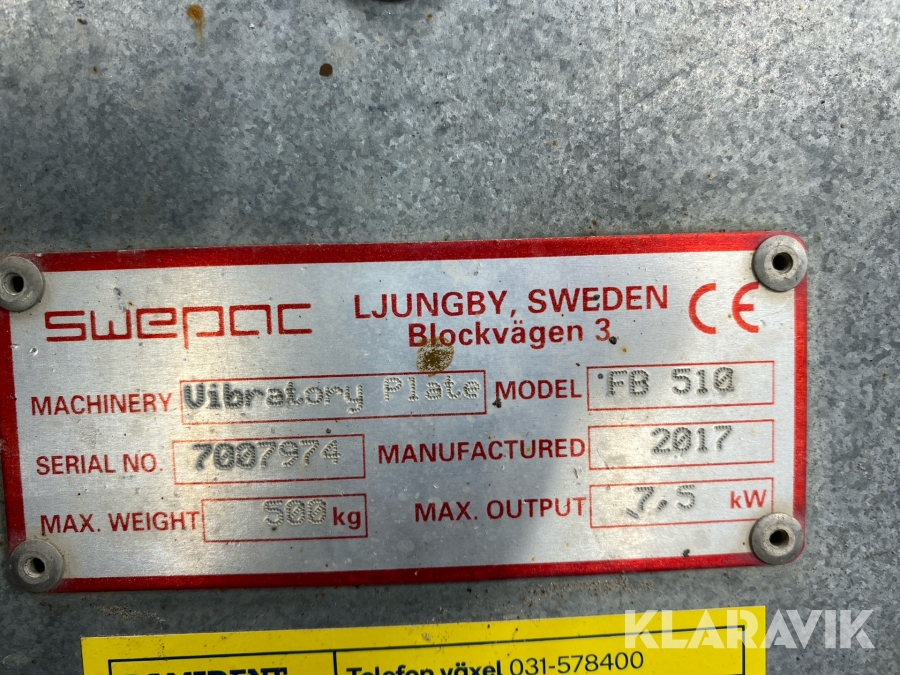 swepac LJUNGBY, SWEDEN CE
Blockvägen 3
MACHINERY Vibratory Plate MODEL FB 510
SERIAL NO. 7007974 MANUFACTURED 2017
MAX. WEIGHT 500 kg MAX. OUTPUT 7,5 kW
KLARAVIK
Telefon växel 031-578400